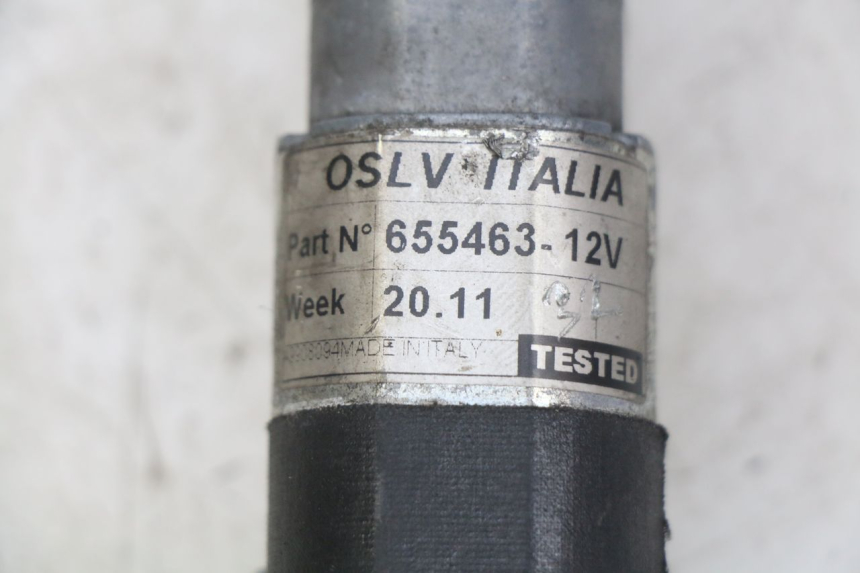 OSLV ITALIA
Part N° 655463-12V
Week 20.11
MADE IN ITALY
TESTED